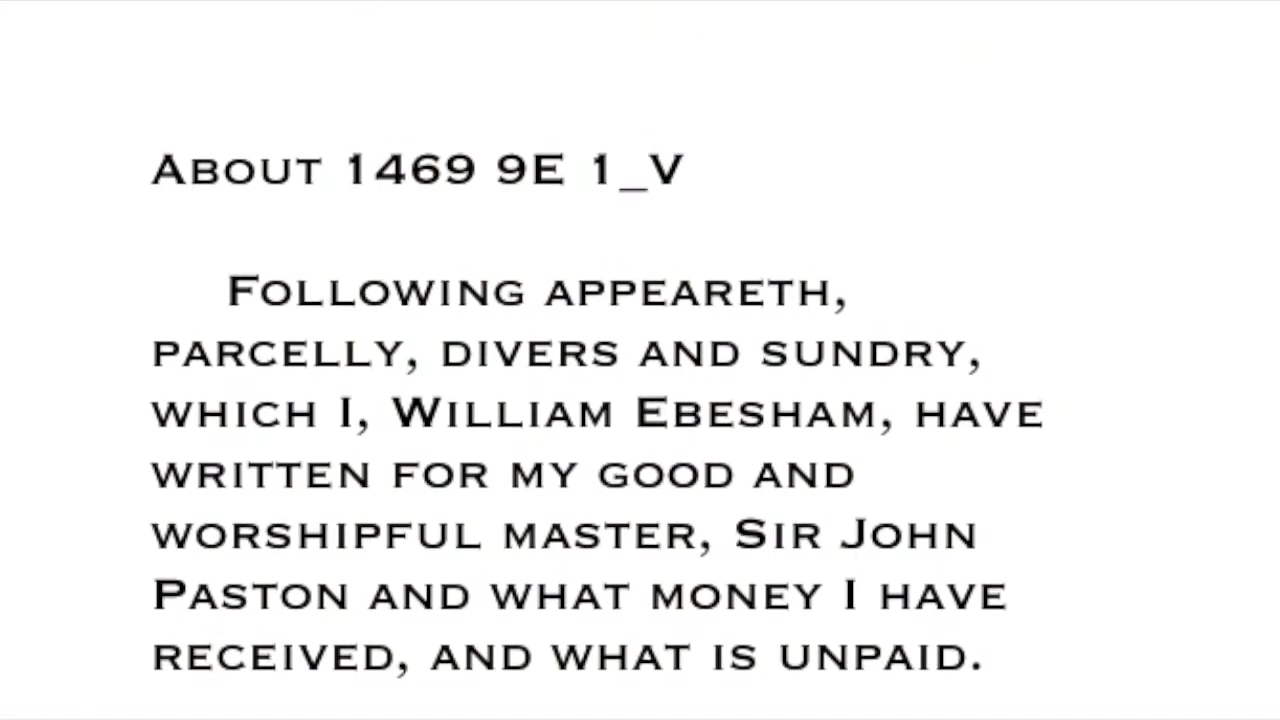 About 1469 9E 1_V
Following appeareth,
parcelly, divers and sundry,
which I, William Ebesham, have
written for my good and
worshipful master, Sir John
Paston and what money I have
received, and what is unpaid.